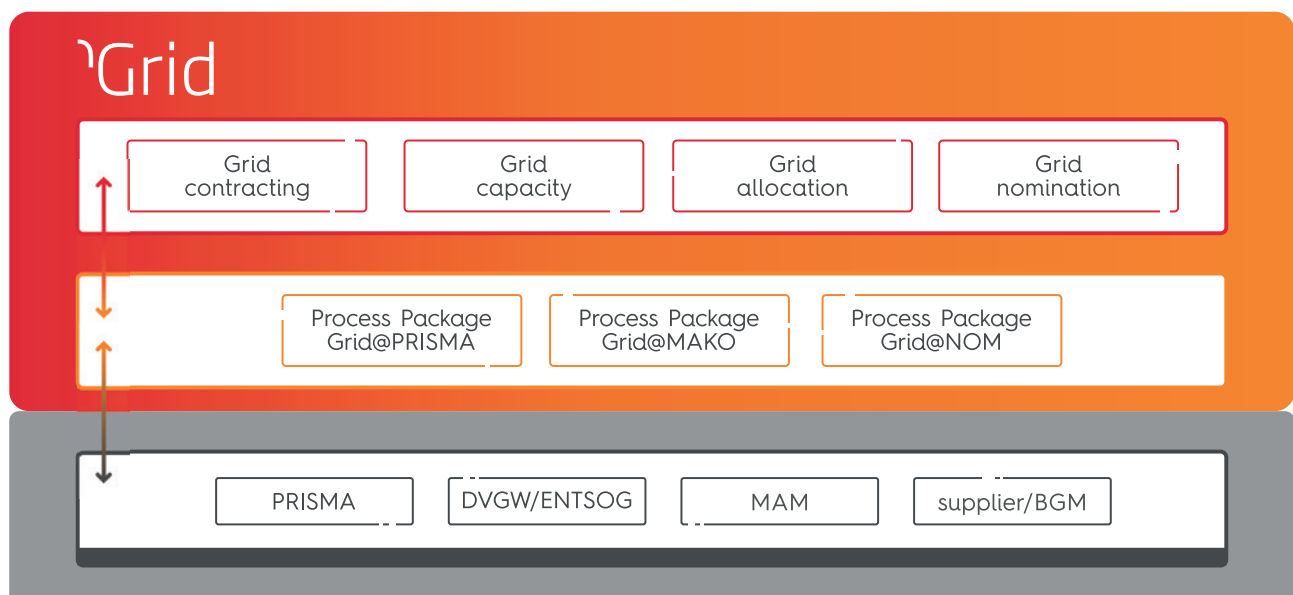 Grid
Grid
contracting
Grid
capacity
Grid
allocation
Grid
nomination
Process Package
Grid@PRISMA
Process Package
Grid@MAKO
Process Package
Grid@NOM
PRISMA
DVGW/ENTSOG
MAM
supplier/BGM